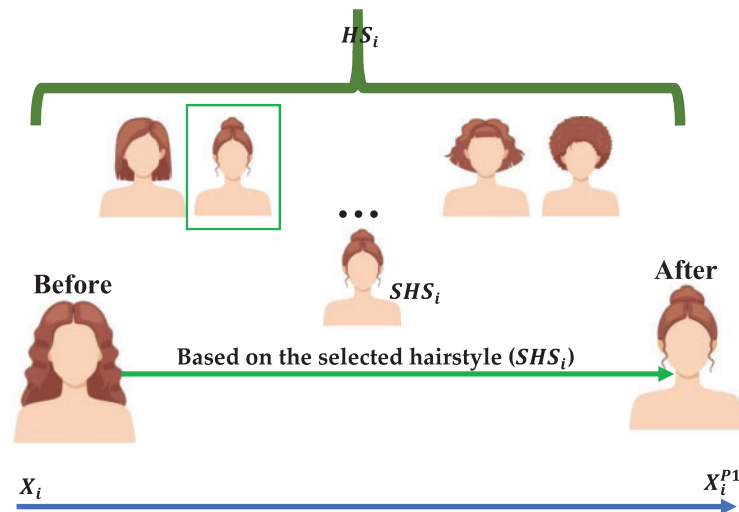 HS_i
...
SHS_i
Before
After
Based on the selected hairstyle (SHS_i)
X_i
X_i^{P1}